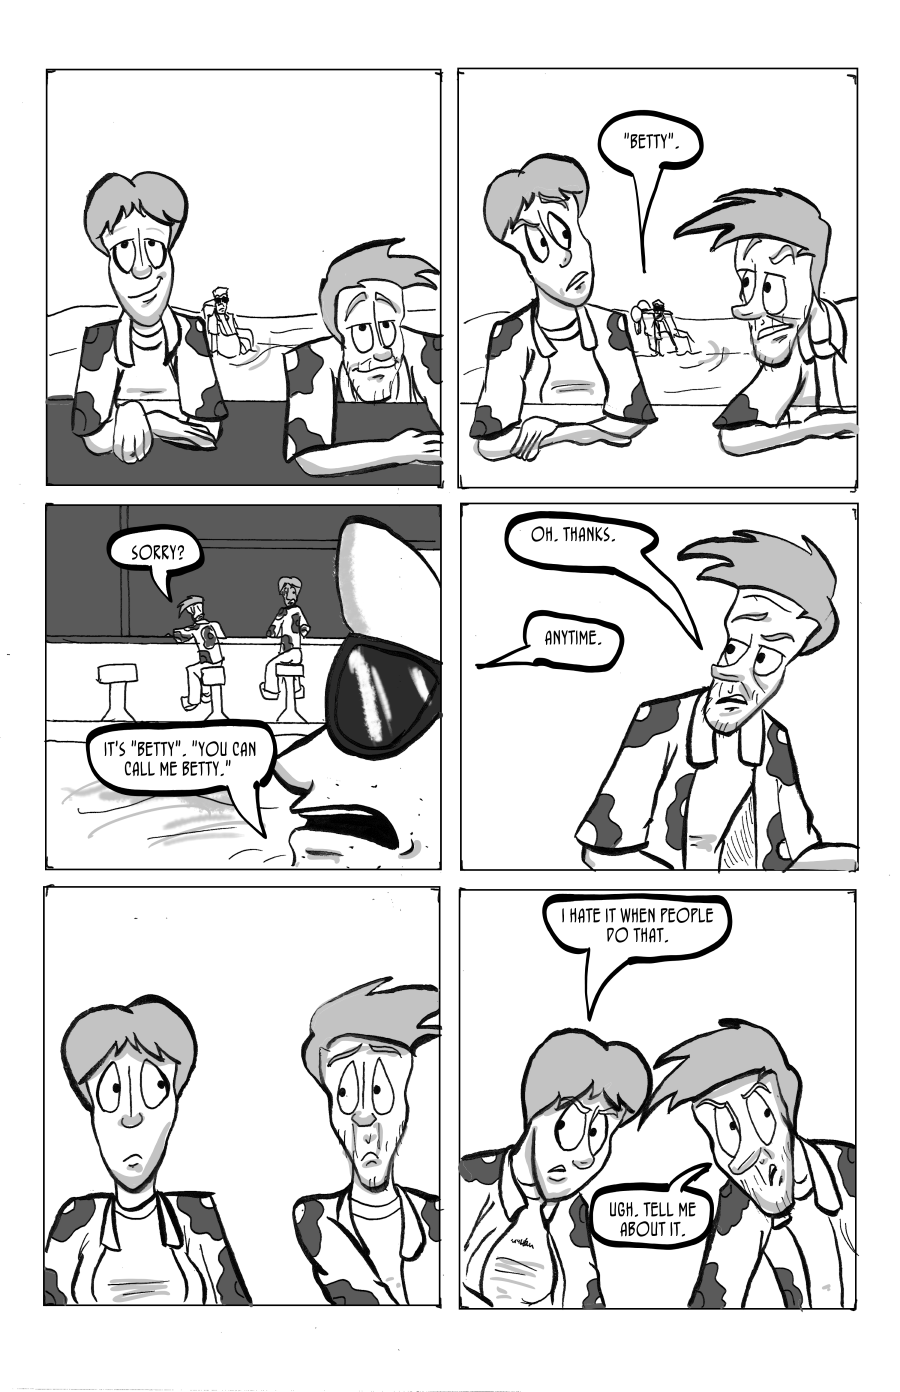 "BETTY".
SORRY?
IT'S "BETTY". "YOU CAN
CALL ME BETTY."
OH, THANKS.
ANYTIME.
I HATE IT WHEN PEOPLE
DO THAT.
UGH, TELL ME
ABOUT IT.